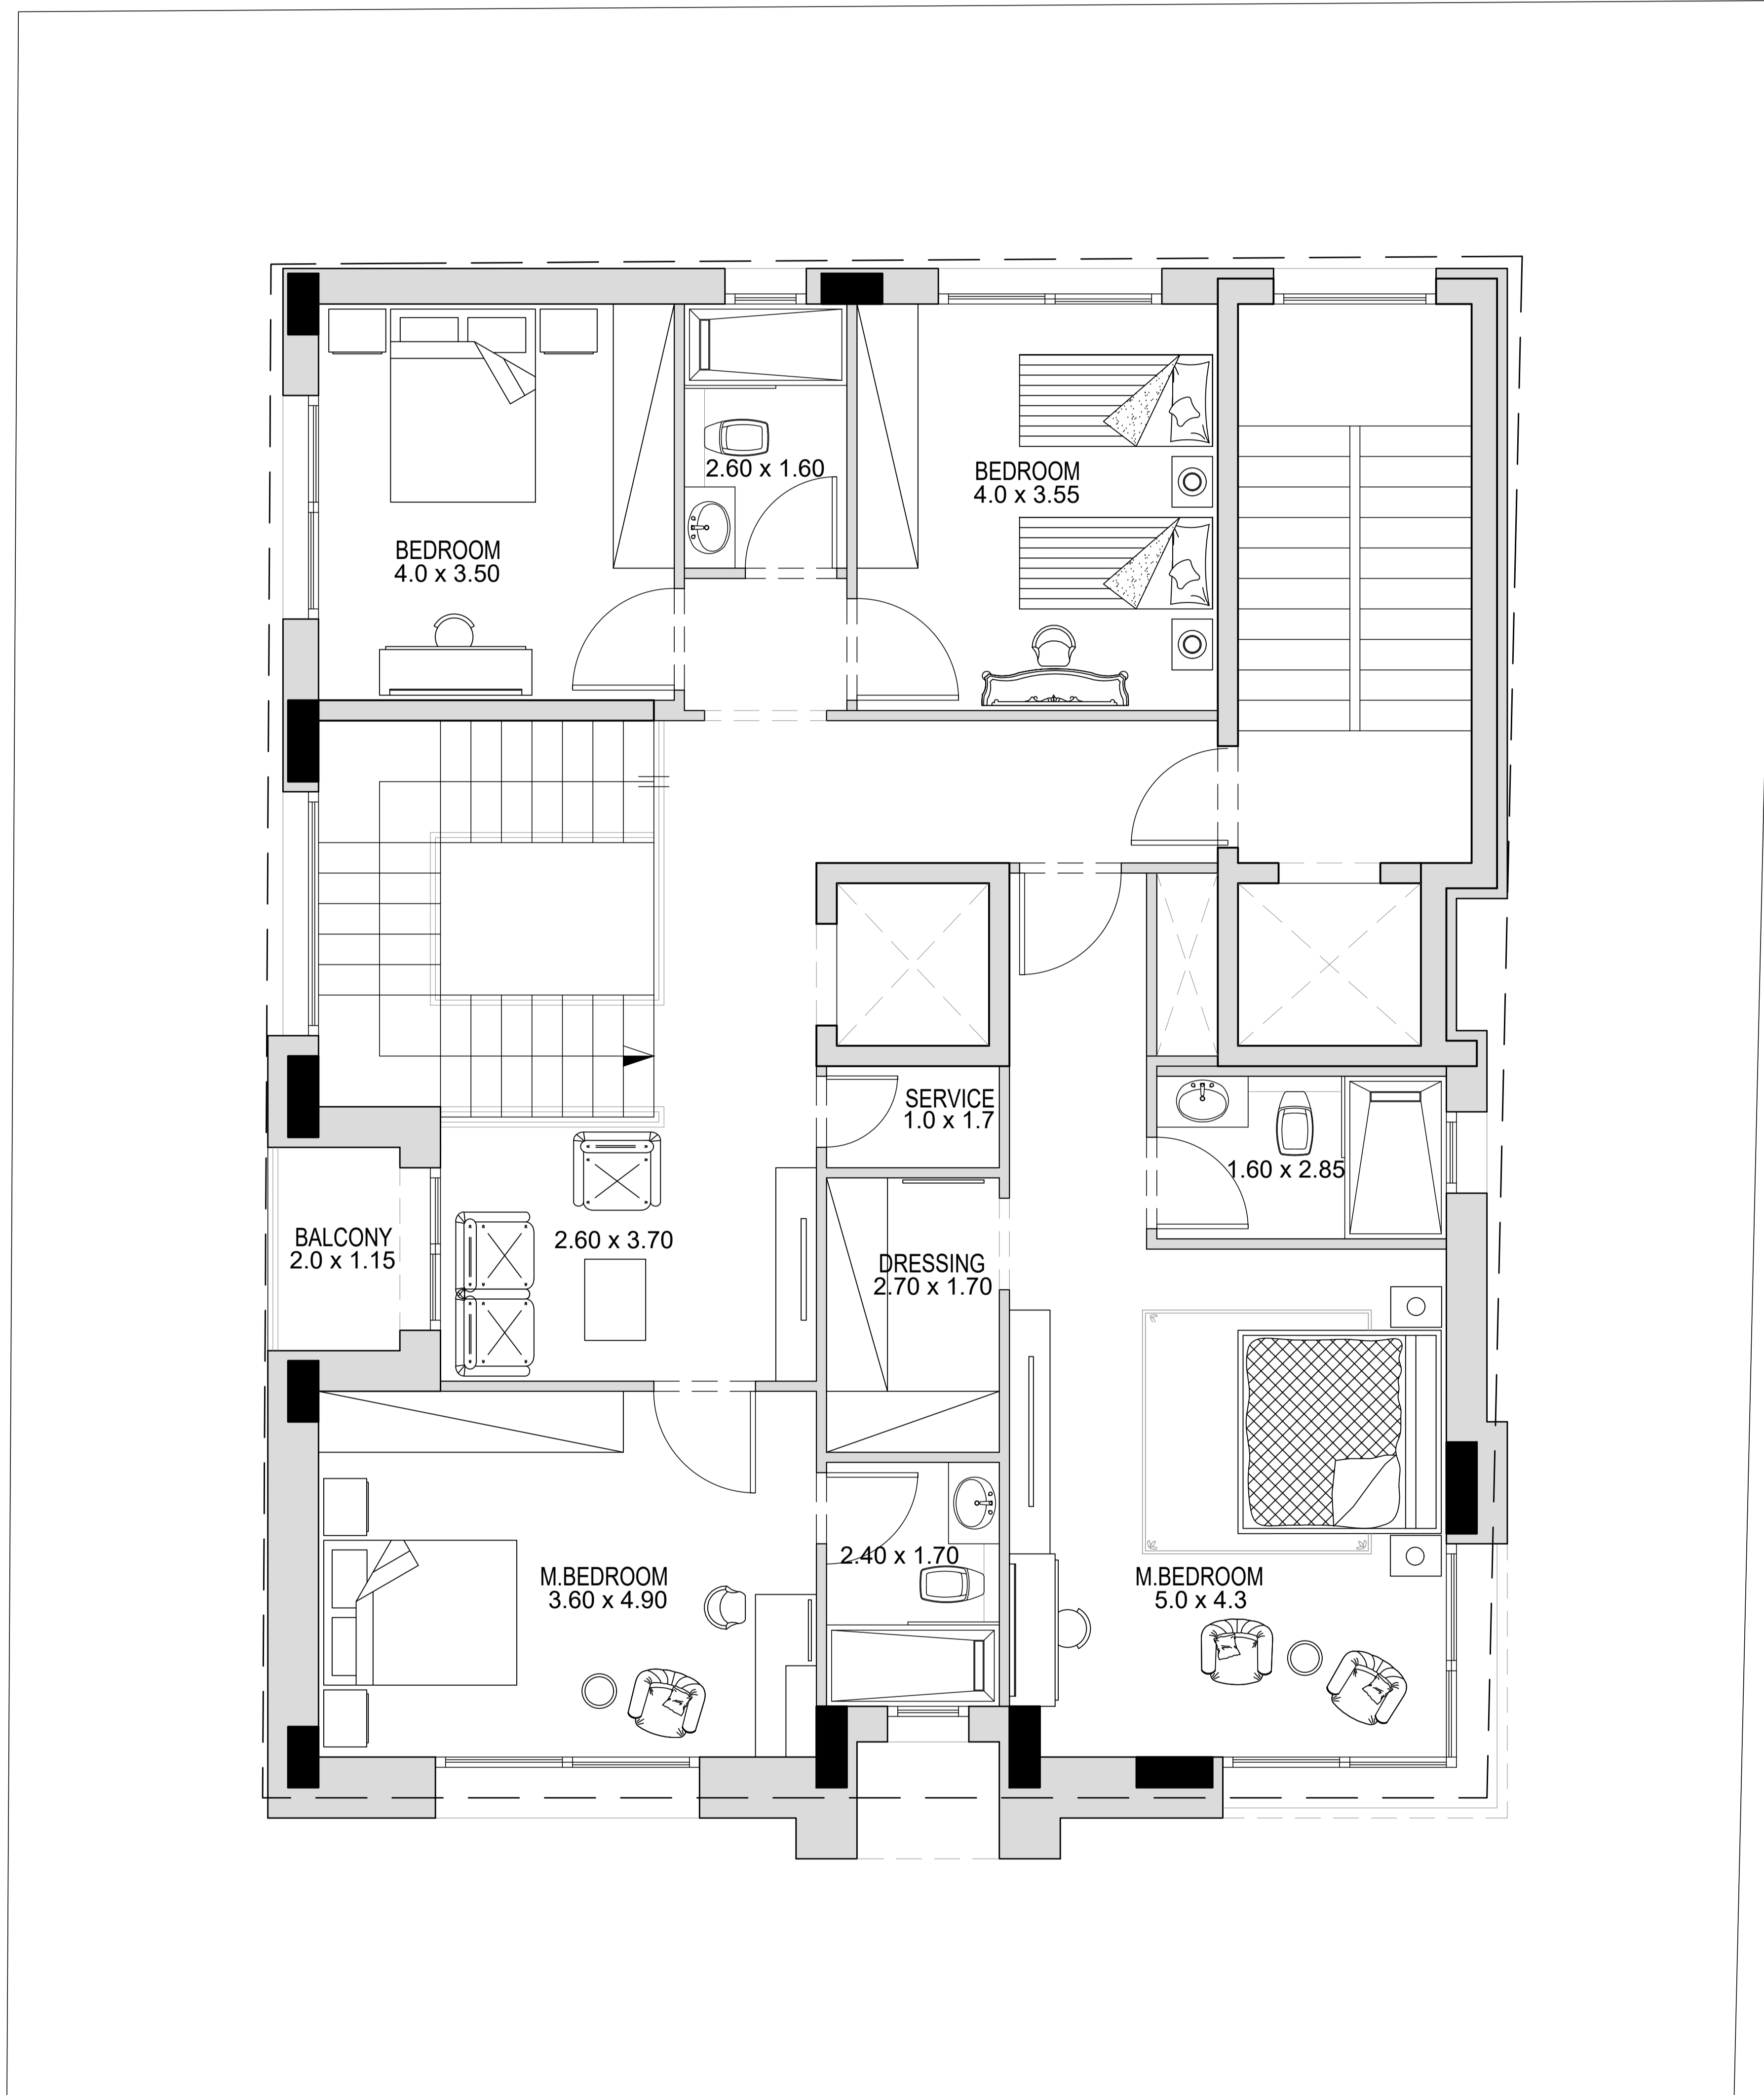 2.60 x 1.60
BEDROOM
4.0 x 3.55
BEDROOM
4.0 x 3.50
SERVICE
1.0 x 1.7
1.60 x 2.85
BALCONY
2.0 x 1.15
2.60 x 3.70
DRESSING
2.70 x 1.70
2.40 x 1.70
M.BEDROOM
3.60 x 4.90
M.BEDROOM
5.0 x 4.3